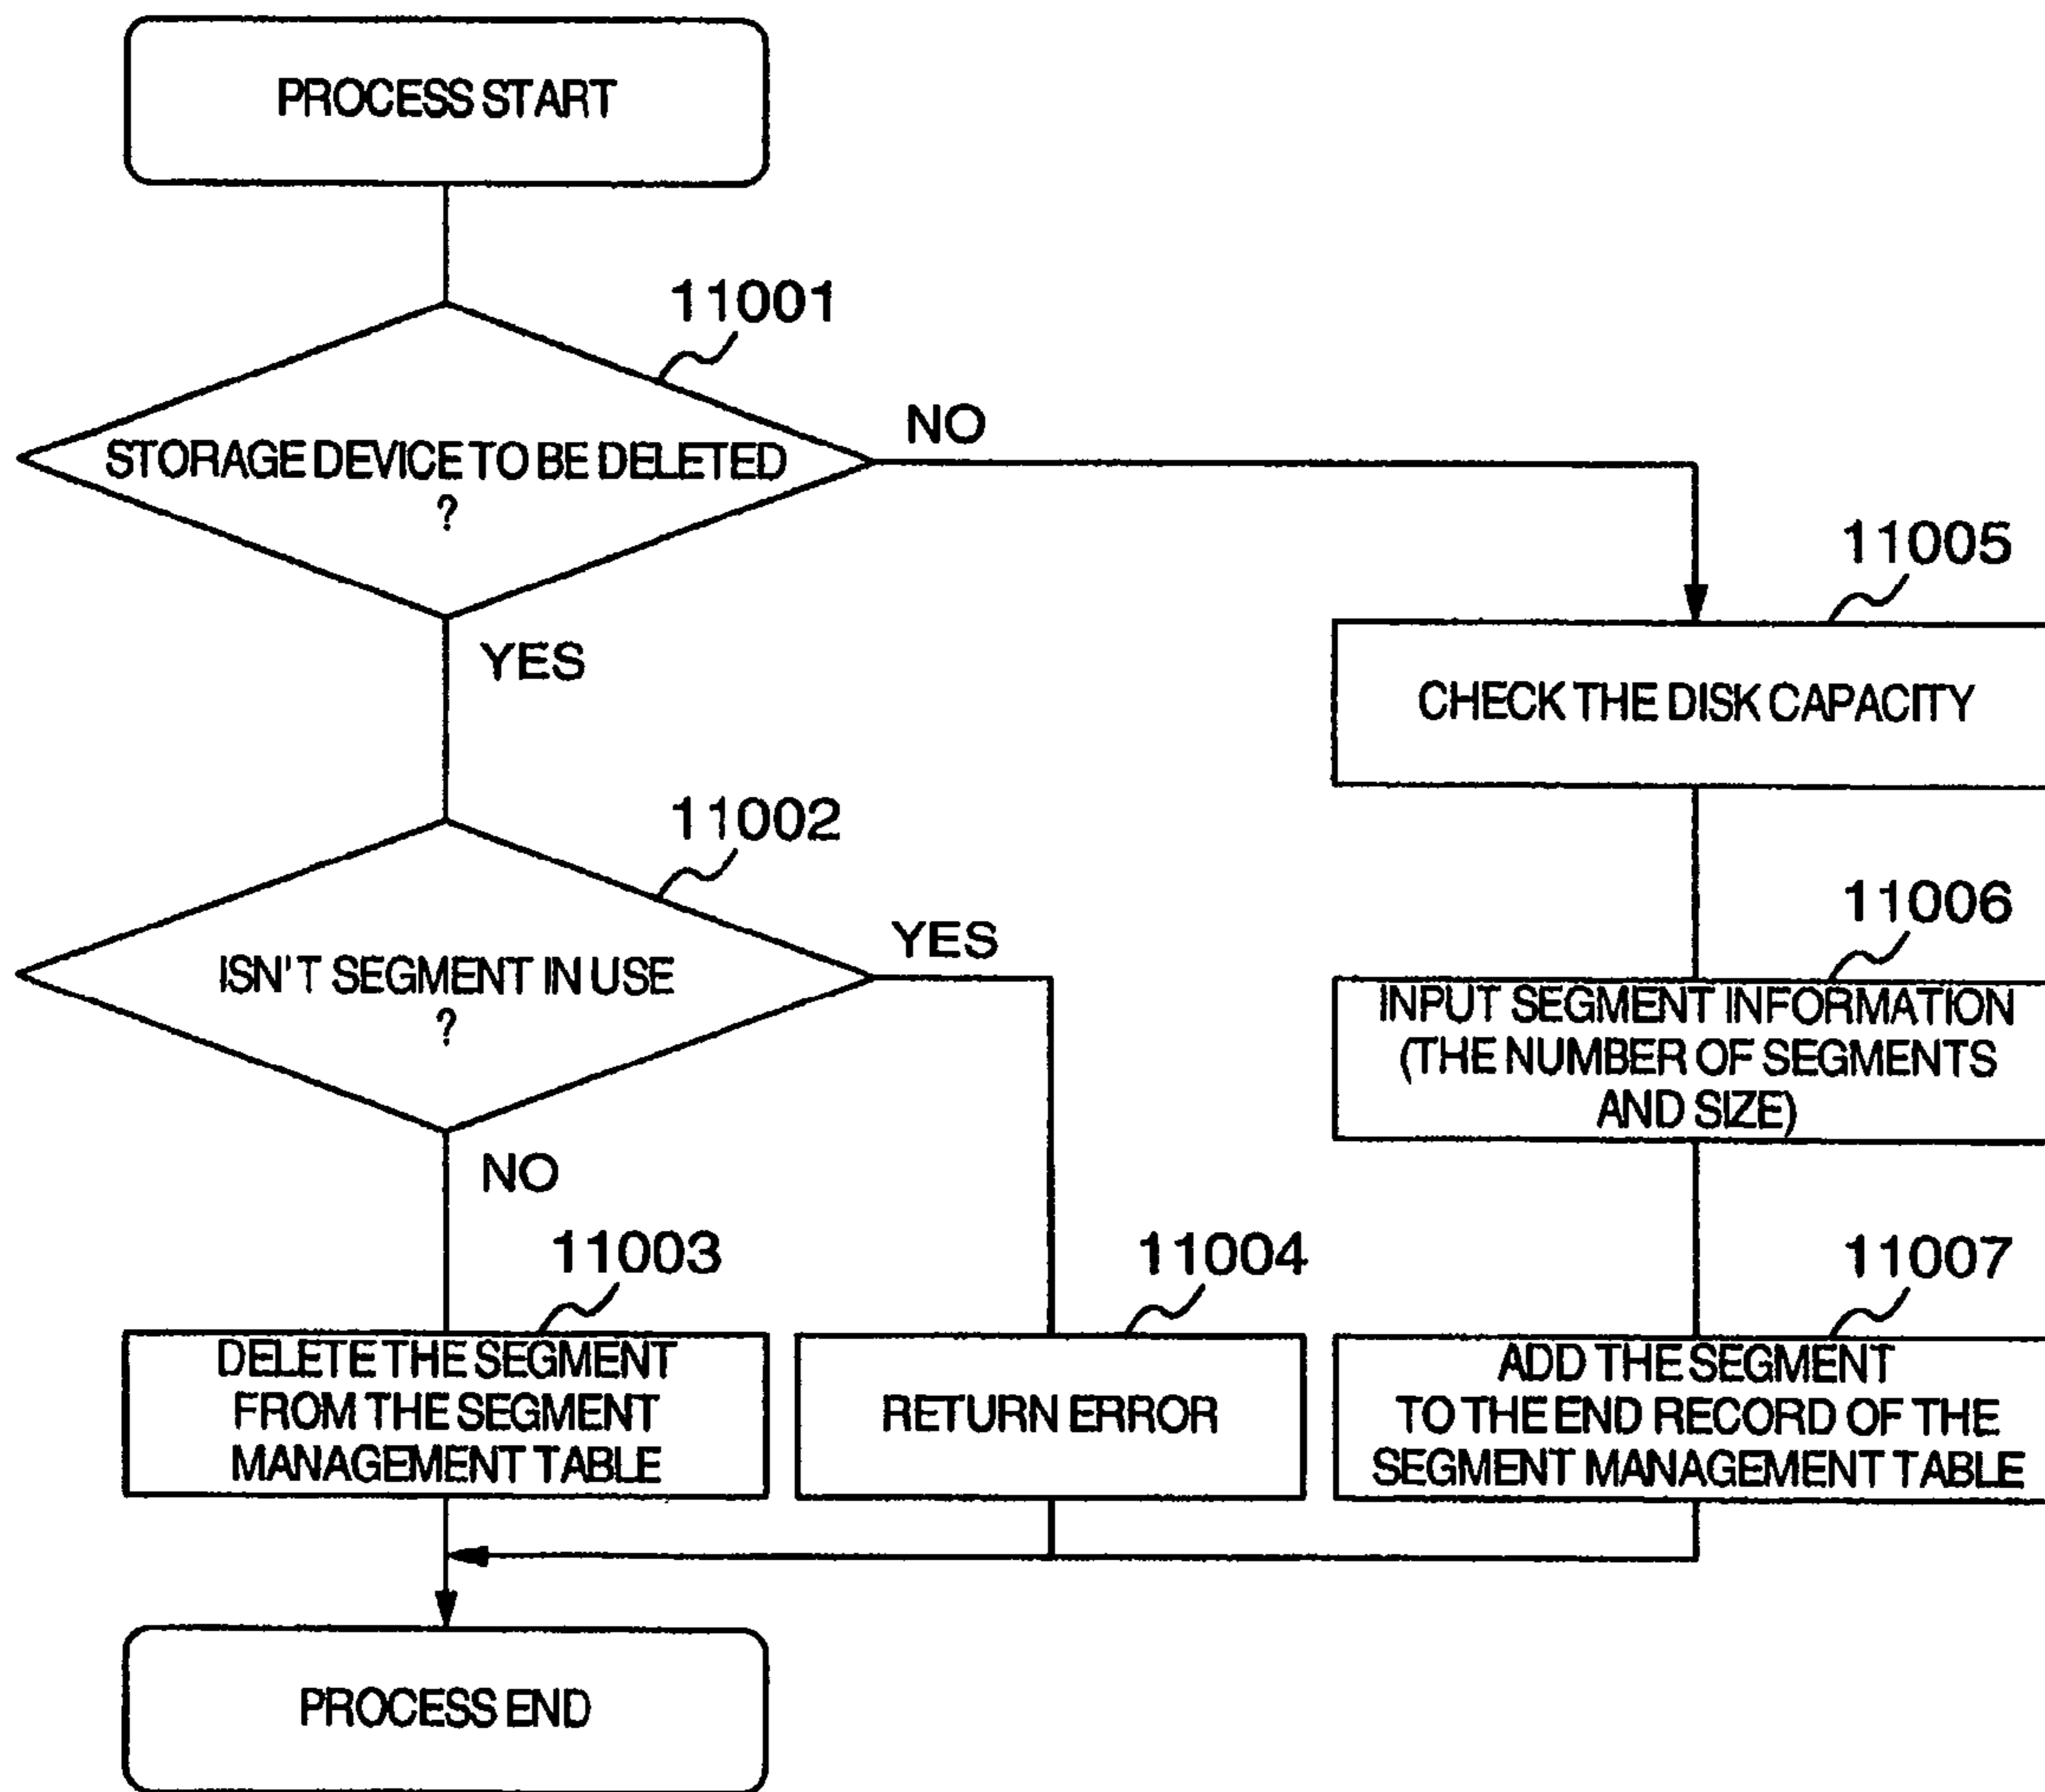 PROCESS START
11001
STORAGE DEVICE TO BE DELETED
?
NO
YES
11005
CHECK THE DISK CAPACITY
11002
ISN'T SEGMENT IN USE
?
YES
NO
11006
INPUT SEGMENT INFORMATION
(THE NUMBER OF SEGMENTS
AND SIZE)
11003
DELETE THE SEGMENT
FROM THE SEGMENT
MANAGEMENT TABLE
11004
RETURN ERROR
11007
ADD THE SEGMENT
TO THE END RECORD OF THE
SEGMENT MANAGEMENT TABLE
PROCESS END